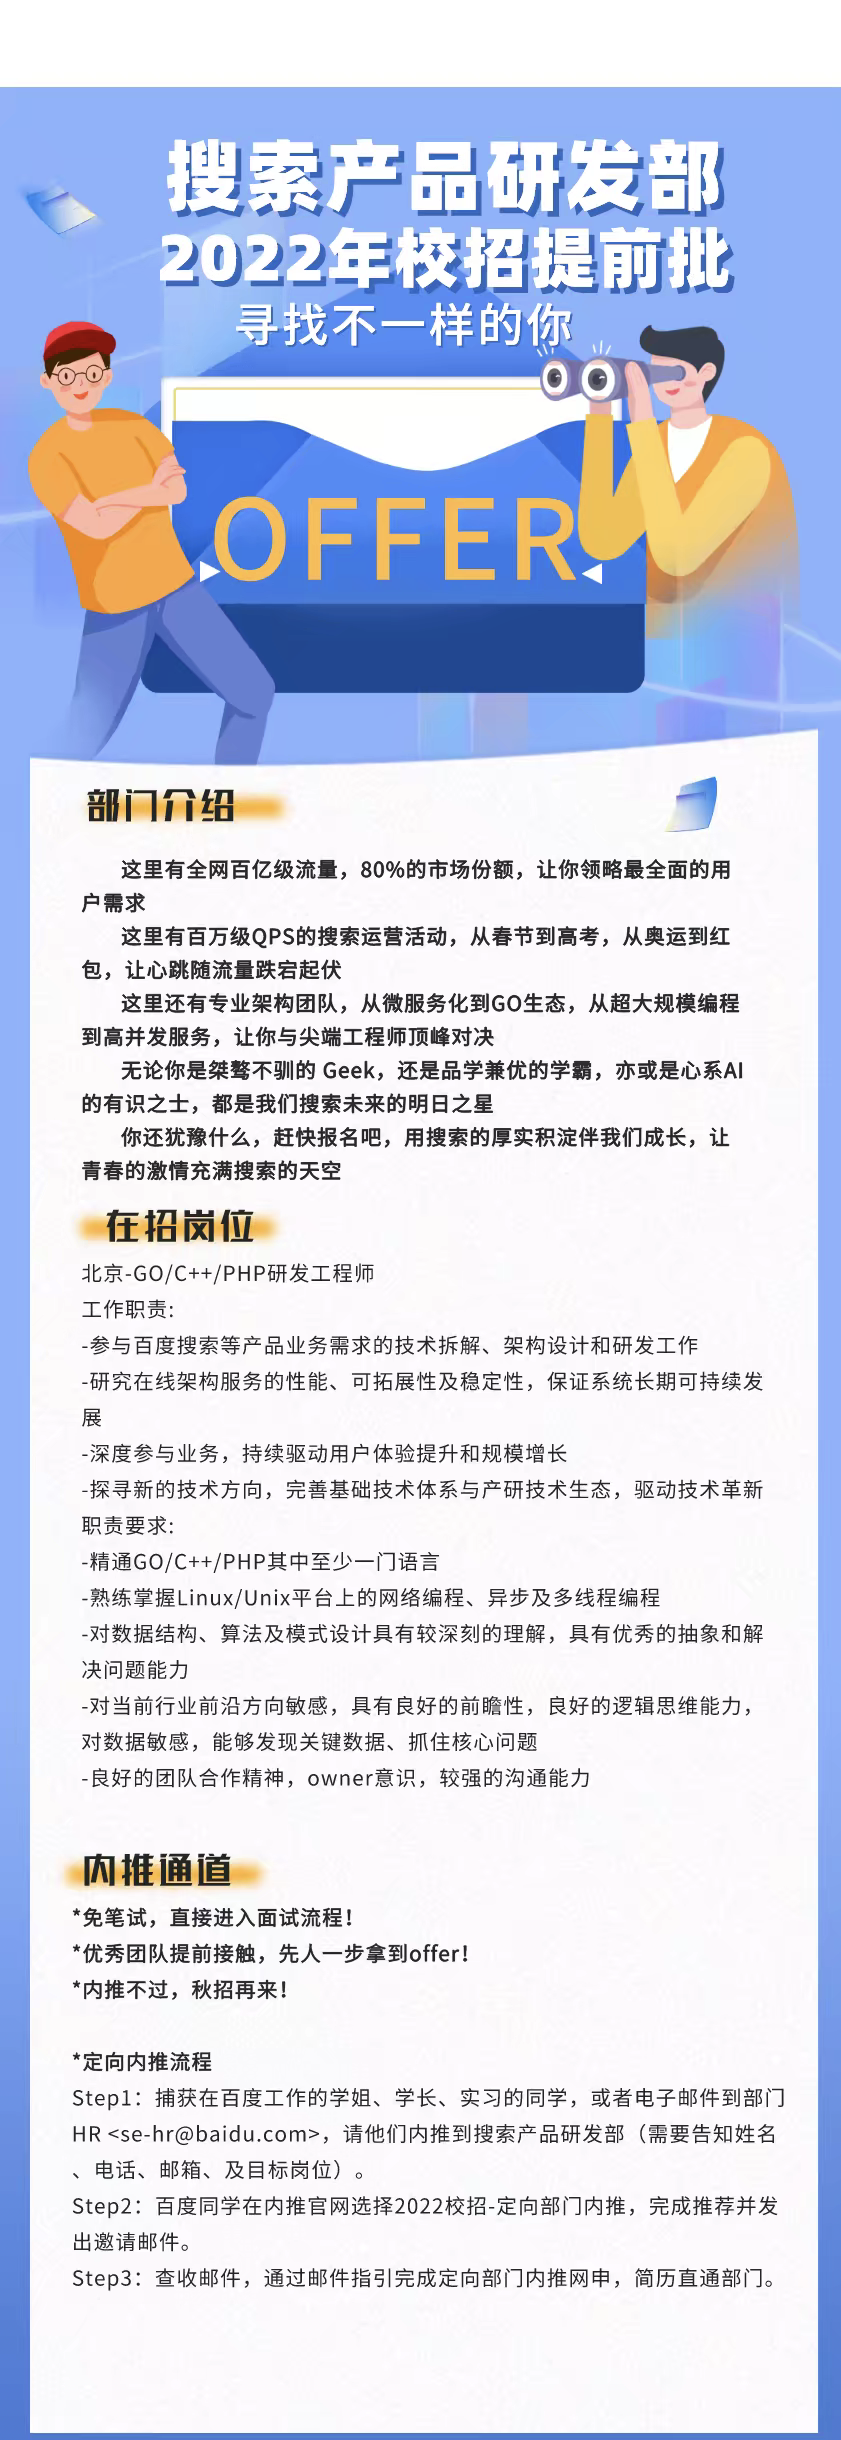 搜索产品研发部
2022年校招提前批
寻找不一样的你
OFFER
部门介绍
这里有全网百亿级流量，80%的市场份额，让你领略最全面的用
户需求
这里有百万级QPS的搜索运营活动，从春节到高考，从奥运到红
包，让心跳随流量跌宕起伏
这里还有专业架构团队，从微服务化到GO生态，从超大规模编程
到高并发服务，让你与尖端工程师顶峰对决
无论你是桀骜不驯的 Geek，还是品学兼优的学霸，亦或是心系AI
的有识之士，都是我们搜索未来的明日之星
你还犹豫什么，赶快报名吧，用搜索的厚实积淀伴我们成长，让
青春的激情充满搜索的天空
在招岗位
北京-GO/C++/PHP研发工程师
工作职责:
-参与百度搜索等产品业务需求的技术拆解、架构设计和研发工作
-研究在线架构服务的性能、可拓展性及稳定性，保证系统长期可持续发
展
-深度参与业务，持续驱动用户体验提升和规模增长
-探寻新的技术方向，完善基础技术体系与产研技术生态，驱动技术革新
职责要求:
-精通GO/C++/PHP其中至少一门语言
-熟练掌握Linux/Unix平台上的网络编程、异步及多线程编程
-对数据结构、算法及模式设计具有较深刻的理解，具有优秀的抽象和解
决问题能力
-对当前行业前沿方向敏感，具有良好的前瞻性，良好的逻辑思维能力，
对数据敏感，能够发现关键数据、抓住核心问题
-良好的团队合作精神，owner意识，较强的沟通能力
内推通道
*免笔试，直接进入面试流程！
*优秀团队提前接触，先人一步拿到offer！
*内推不过，秋招再来！
*定向内推流程
Step1：捕获在百度工作的学姐、学长、实习的同学，或者电子邮件到部门
HR <se-hr@baidu.com>，请他们内推到搜索产品研发部（需要告知姓名
、电话、邮箱、及目标岗位）。
Step2：百度同学在内推官网选择2022校招-定向部门内推，完成推荐并发
出邀请邮件。
Step3：查收邮件，通过邮件指引完成定向部门内推网申，简历直通部门。